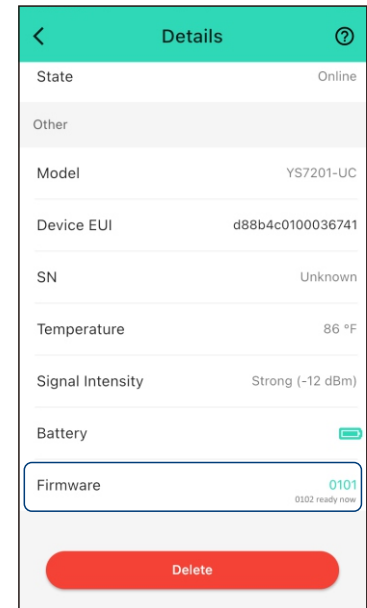 Details
State Online
Other
Model YS7201-UC
Device EUI d88b4c0100036741
SN Unknown
Temperature 86 °F
Signal Intensity Strong (-12 dBm)
Battery
Firmware 0101
0102 ready now
Delete